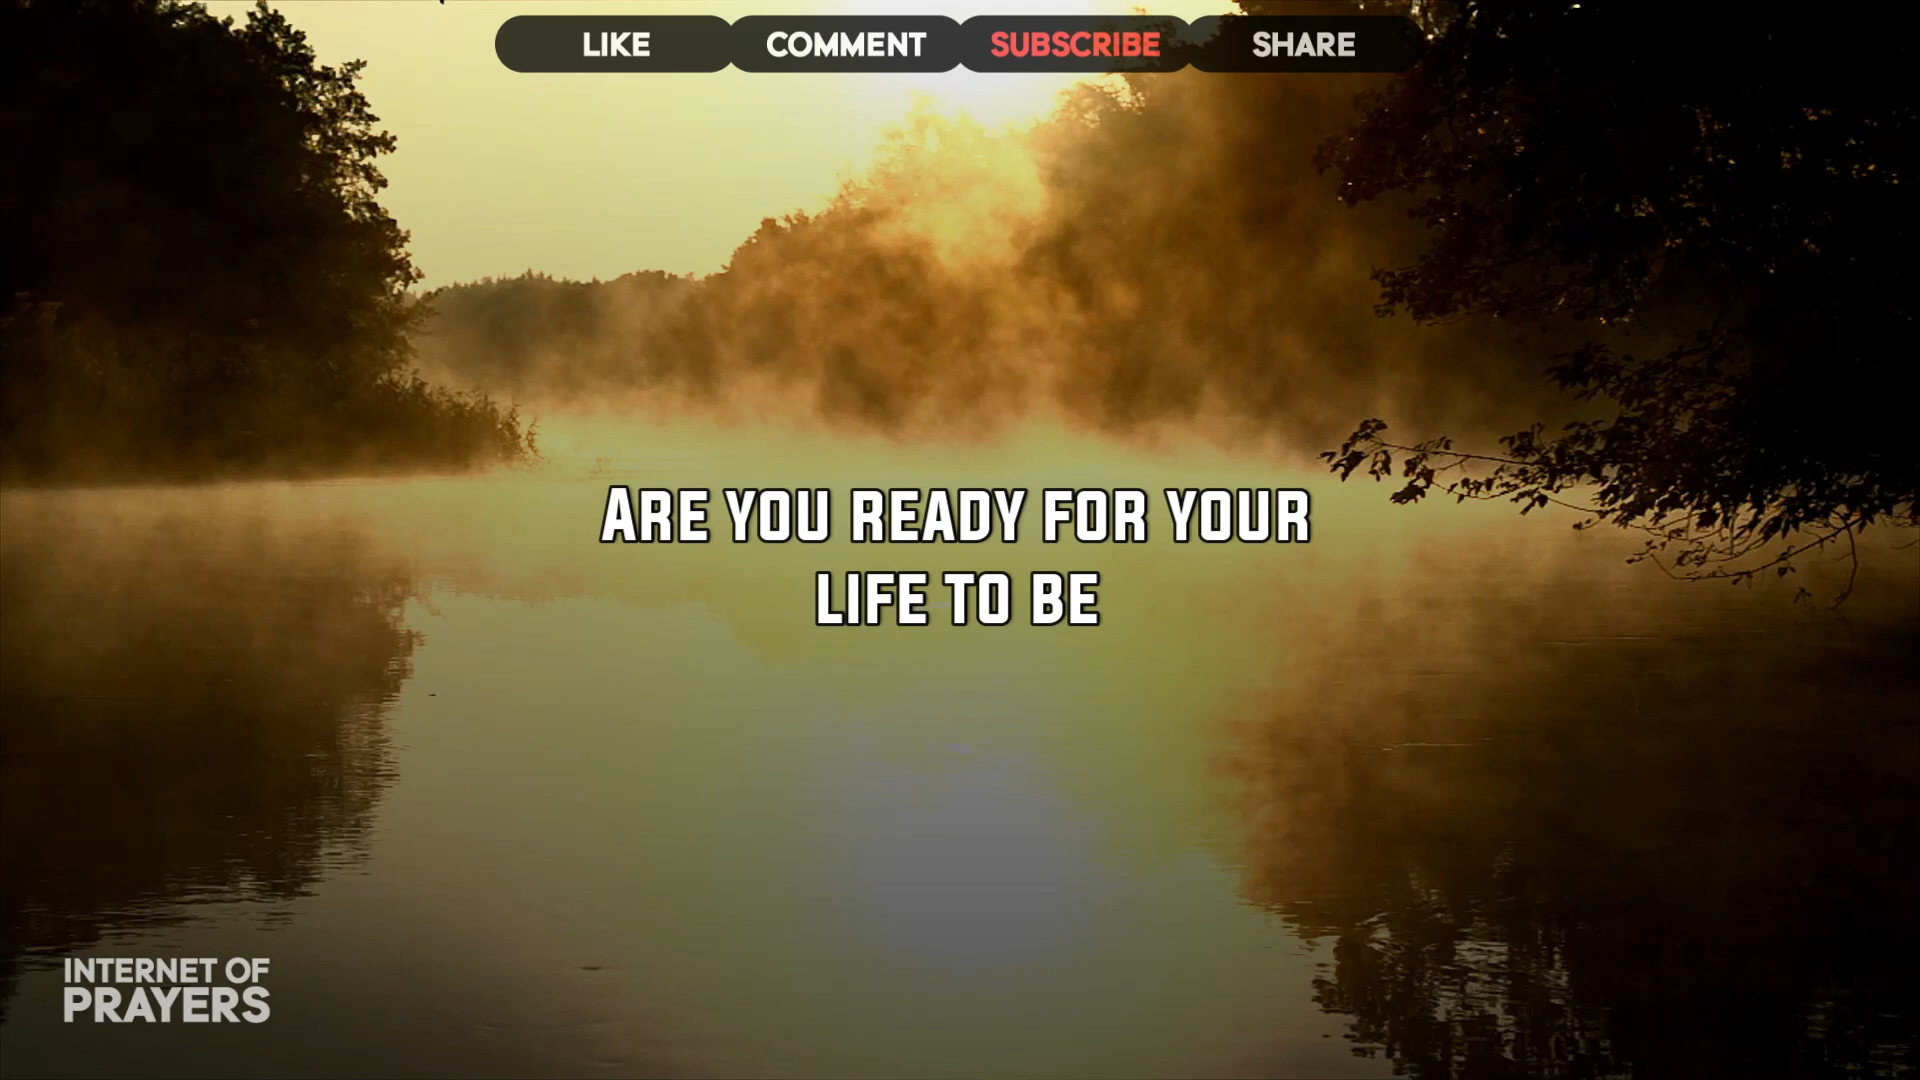 LIKE COMMENT SUBSCRIBE SHARE
ARE YOU READY FOR YOUR
LIFE TO BE
INTERNET OF
PRAYERS